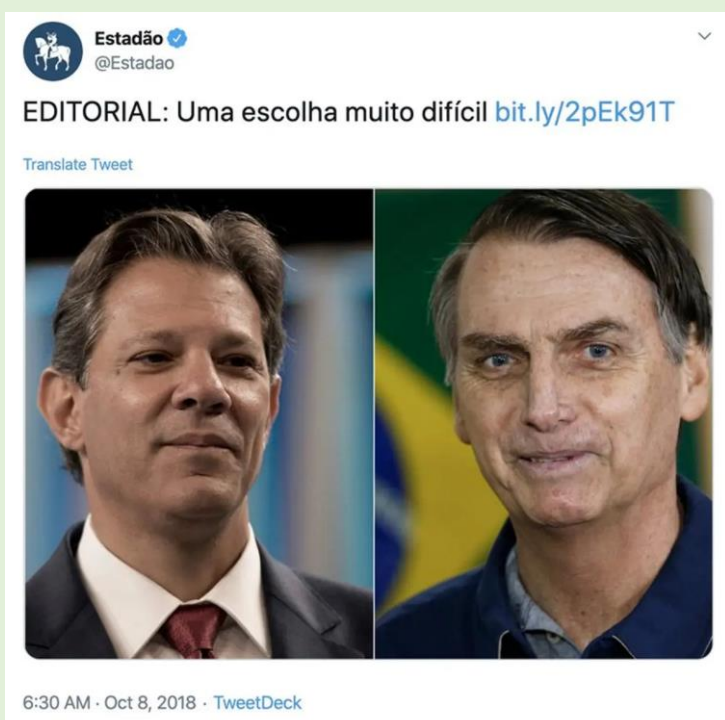 Estadão
@Estadao
EDITORIAL: Uma escolha muito difícil bit.ly/2pEk91T
Translate Tweet
6:30 AM · Oct 8, 2018 · TweetDeck